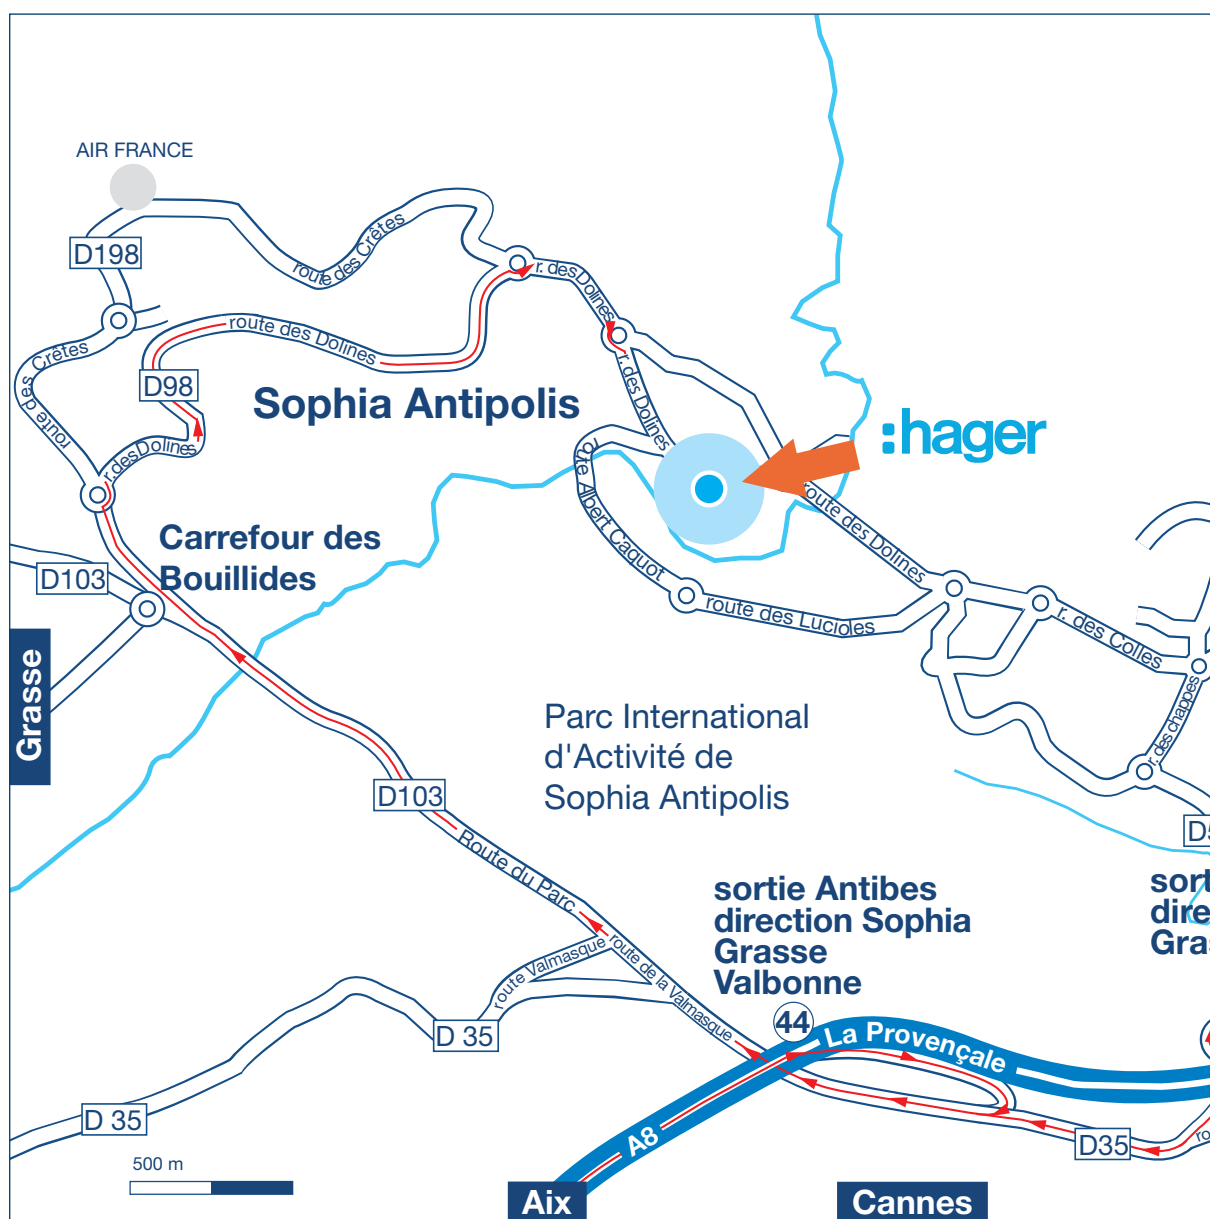 AIR FRANCE
D198
route des Crêtes
r. des Dolines
route des Dolines
route des Crêtes
D98
r. des Dolines
Sophia Antipolis
:hager
r. des Dolines
route Albert Caquot
route des Dolines
Carrefour des
Bouillides
D103
route des Lucioles
r. des Colles
Grasse
r. des chappes
Parc International
d'Activité de
Sophia Antipolis
D103
Route du Parc
sortie Antibes
direction Sophia
Grasse
Valbonne
route Valmasque
route de la Valmasque
44
La Provençale
D 35
D 35
A8
D35
500 m
Aix
Cannes